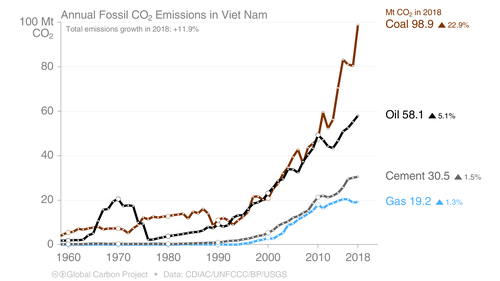 Annual Fossil CO₂ Emissions in Viet Nam
Total emissions growth in 2018: +11.9%
100 Mt
CO₂
80
60
40
20
0
1960 1970 1980 1990 2000 2010 2018
Mt CO₂ in 2018
Coal 98.9 ▲ 22.9%
Oil 58.1 ▲ 5.1%
Cement 30.5 ▲ 1.5%
Gas 19.2 ▲ 1.3%
Global Carbon Project • Data: CDIAC/UNFCCC/BP/USGS